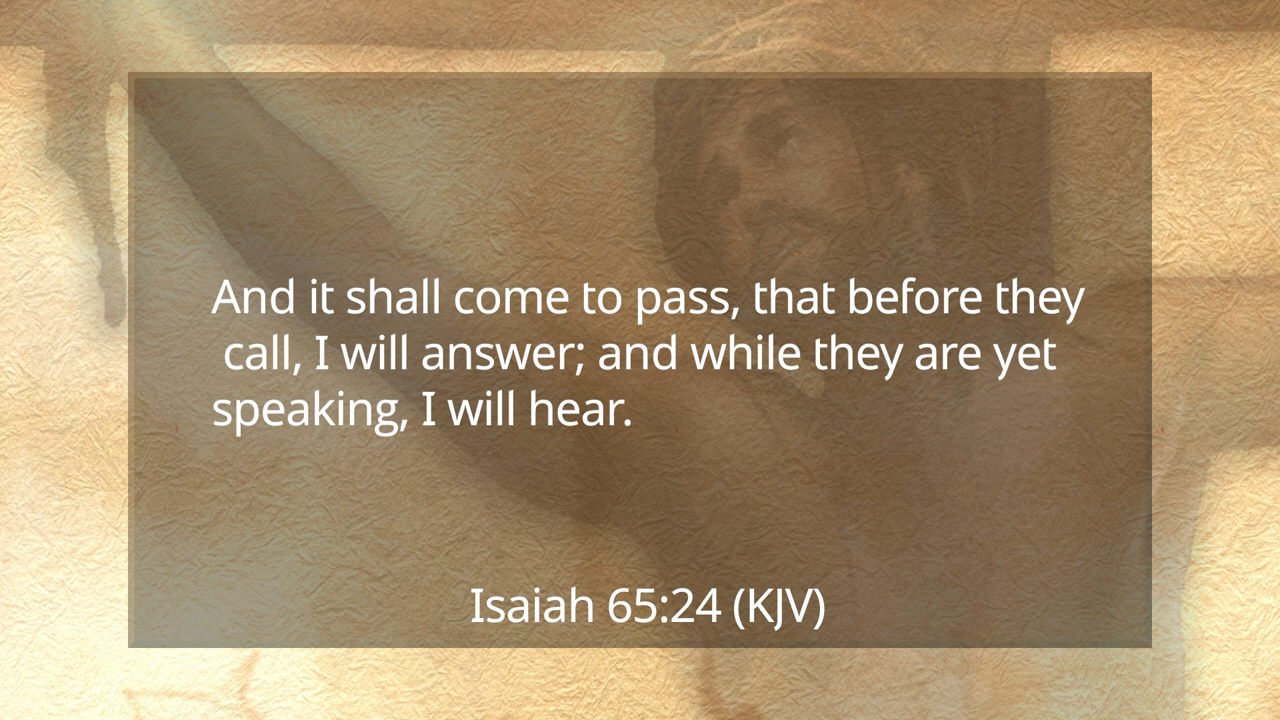 And it shall come to pass, that before they
call, I will answer; and while they are yet
speaking, I will hear.
Isaiah 65:24 (KJV)